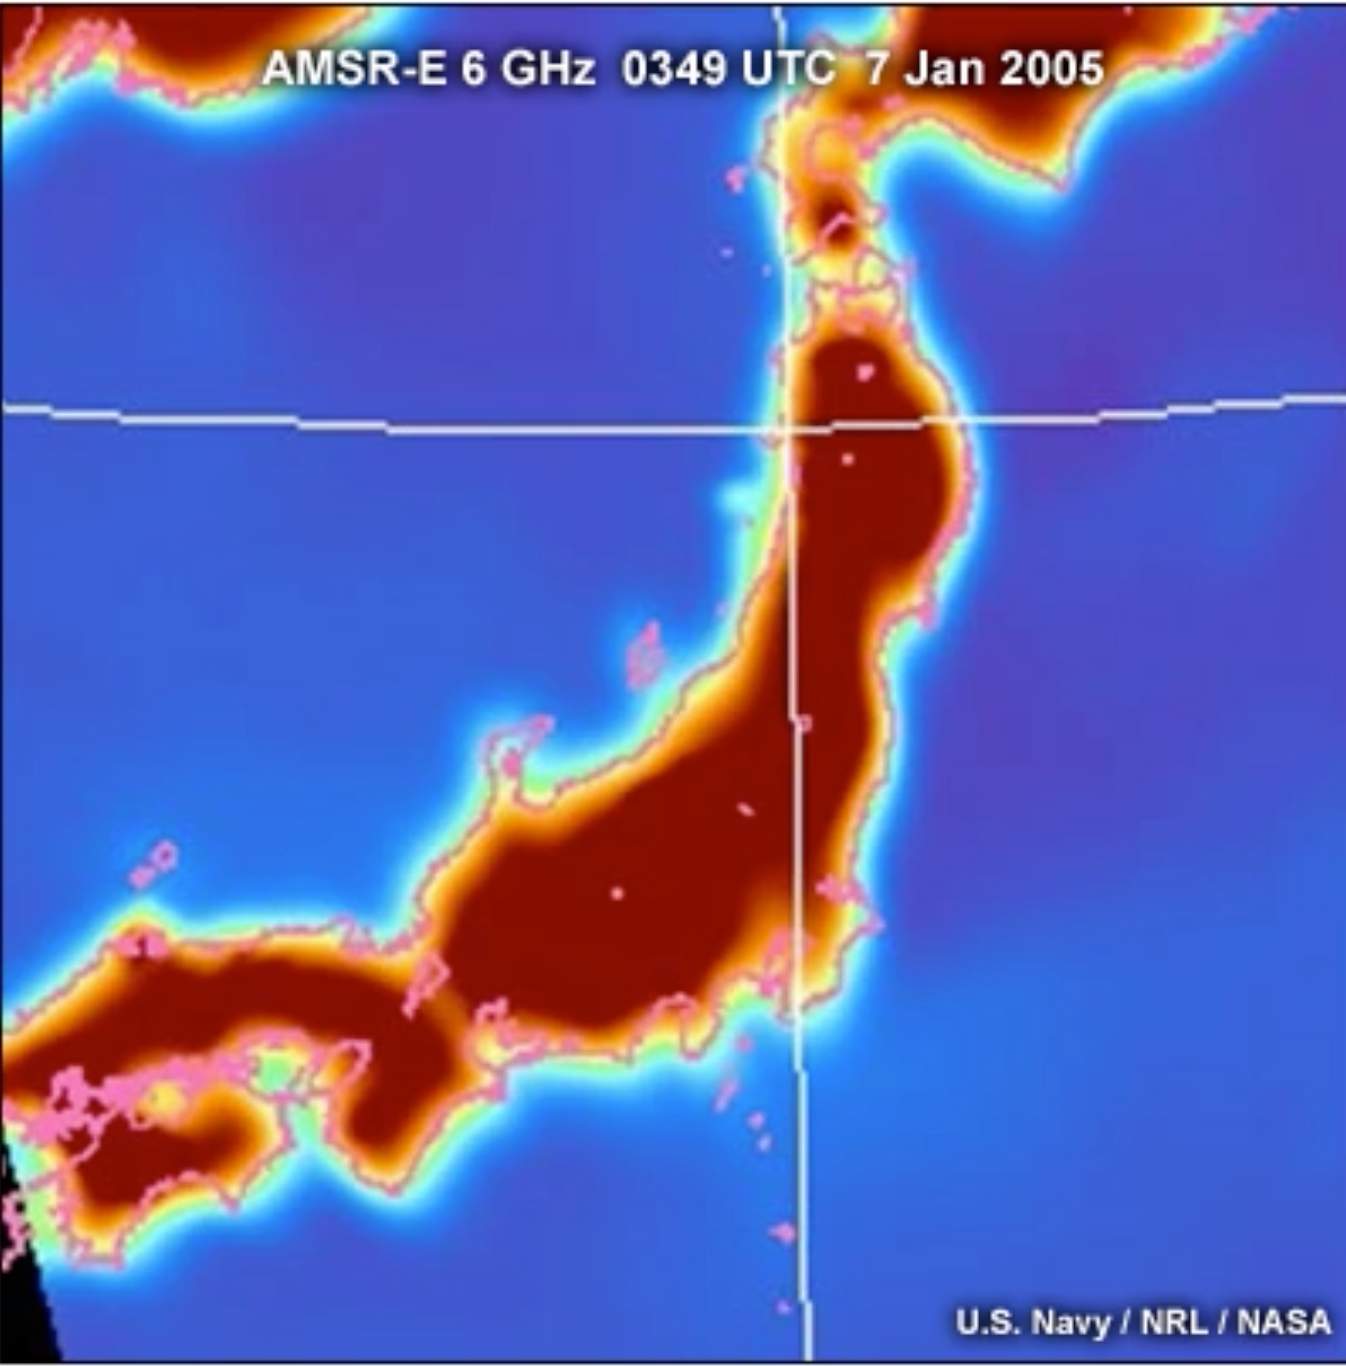 AMSR-E 6 GHz  0349 UTC  7 Jan 2005
U.S. Navy / NRL / NASA